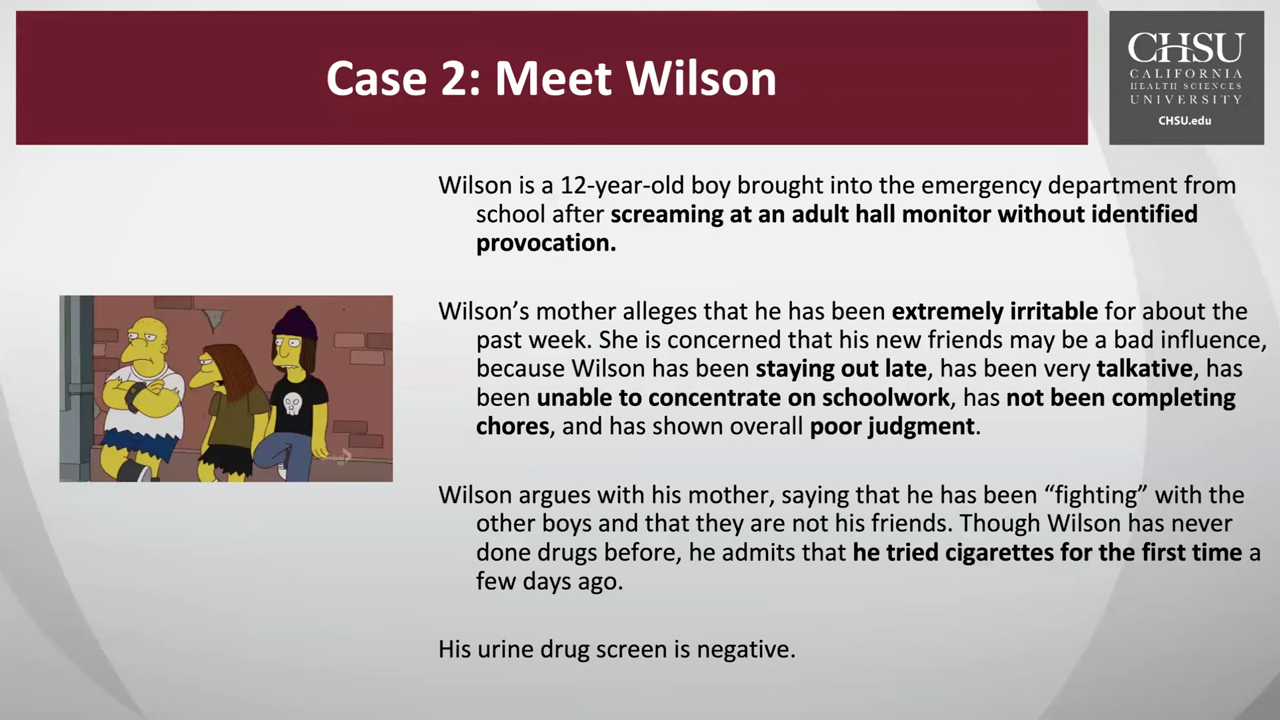 Case 2: Meet Wilson
CHSU
CALIFORNIA
HEALTH SCIENCES
UNIVERSITY
CHSU.edu
Wilson is a 12-year-old boy brought into the emergency department from
school after screaming at an adult hall monitor without identified
provocation.
Wilson’s mother alleges that he has been extremely irritable for about the
past week. She is concerned that his new friends may be a bad influence,
because Wilson has been staying out late, has been very talkative, has
been unable to concentrate on schoolwork, has not been completing
chores, and has shown overall poor judgment.
Wilson argues with his mother, saying that he has been “fighting” with the
other boys and that they are not his friends. Though Wilson has never
done drugs before, he admits that he tried cigarettes for the first time a
few days ago.
His urine drug screen is negative.